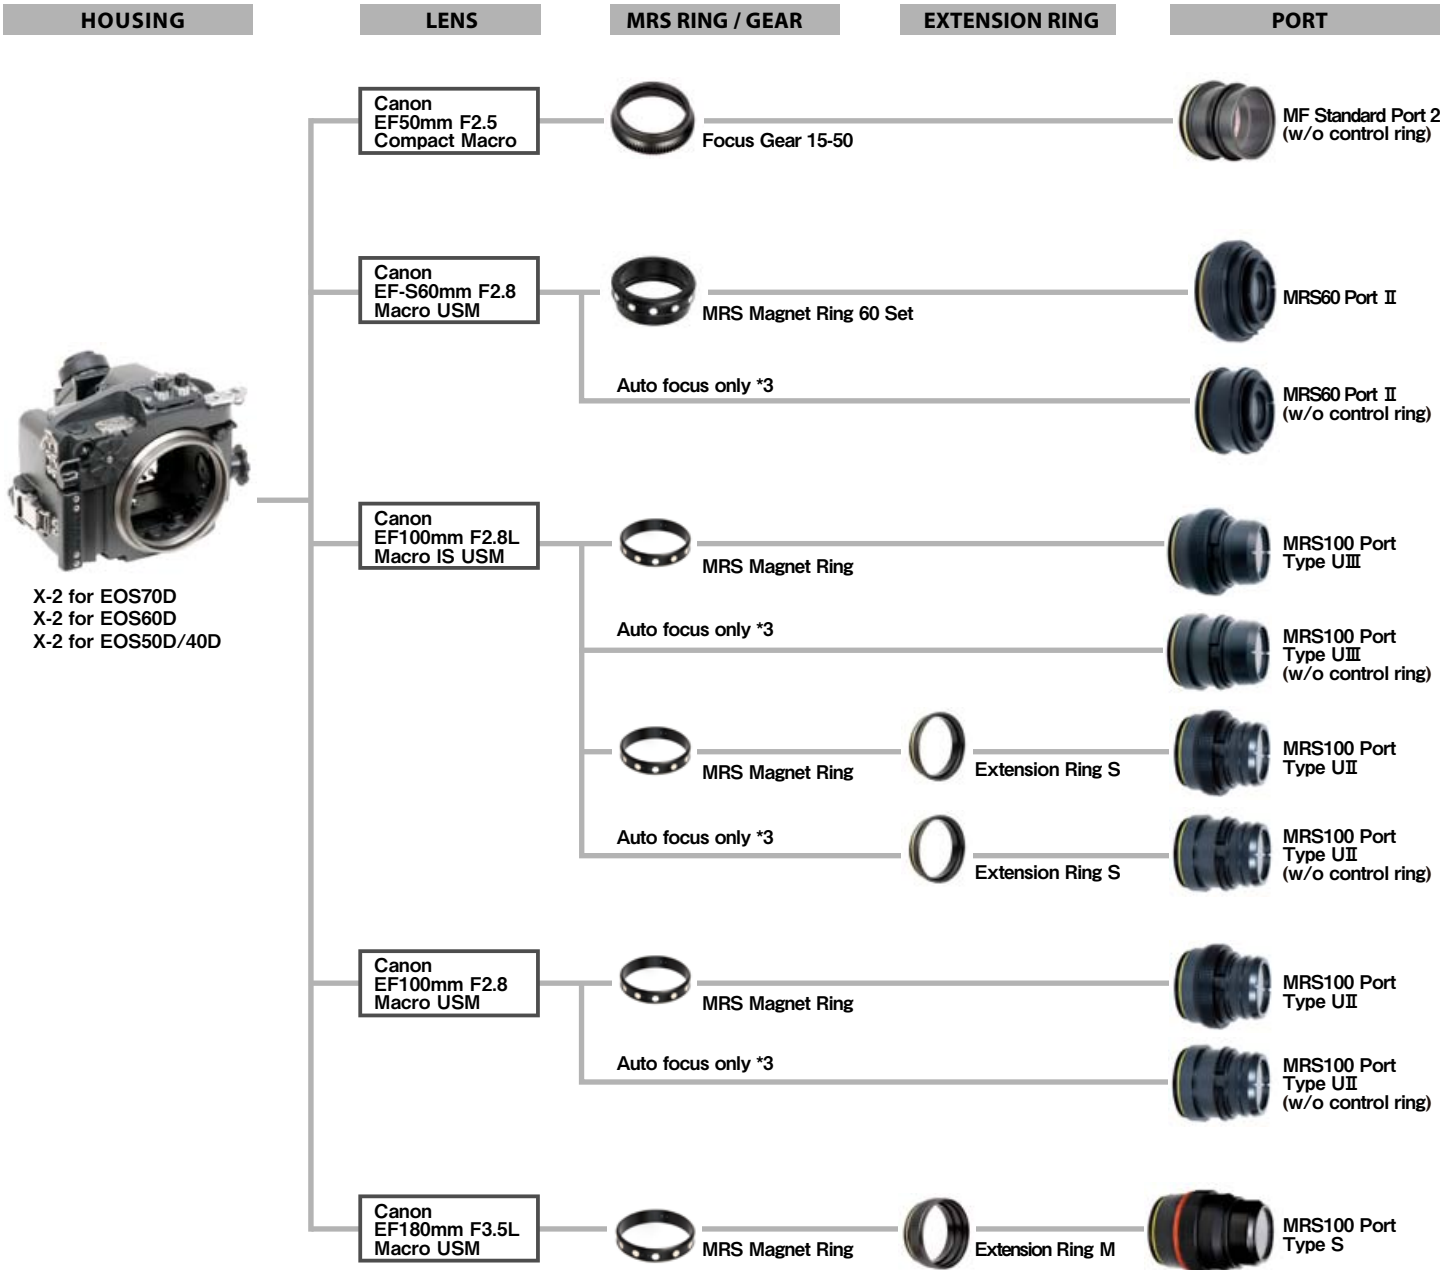 HOUSING
LENS
MRS RING / GEAR
EXTENSION RING
PORT
Canon
EF50mm F2.5
Compact Macro
Focus Gear 15-50
MF Standard Port 2
(w/o control ring)
Canon
EF-S60mm F2.8
Macro USM
MRS Magnet Ring 60 Set
MRS60 Port Ⅱ
Auto focus only *3
MRS60 Port Ⅱ
(w/o control ring)
X-2 for EOS70D
X-2 for EOS60D
X-2 for EOS50D/40D
Canon
EF100mm F2.8L
Macro IS USM
MRS Magnet Ring
MRS100 Port
Type UⅢ
Auto focus only *3
MRS100 Port
Type UⅢ
(w/o control ring)
MRS Magnet Ring
Extension Ring S
MRS100 Port
Type UⅡ
Auto focus only *3
Extension Ring S
MRS100 Port
Type UⅡ
(w/o control ring)
Canon
EF100mm F2.8
Macro USM
MRS Magnet Ring
MRS100 Port
Type UⅡ
Auto focus only *3
MRS100 Port
Type UⅡ
(w/o control ring)
Canon
EF180mm F3.5L
Macro USM
MRS Magnet Ring
Extension Ring M
MRS100 Port
Type S